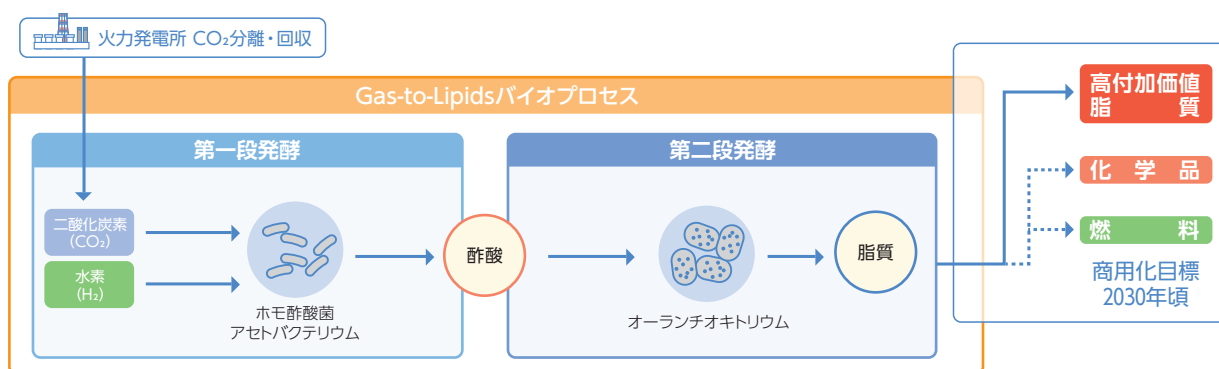 火力発電所 CO₂分離・回収
Gas-to-Lipidsバイオプロセス
第一段発酵
第二段発酵
二酸化炭素
(CO₂)
水素
(H₂)
ホモ酢酸菌
アセトバクテリウム
酢酸
オーランチオキトリウム
脂質
高付加価値
脂質
化学品
燃料
商用化目標
2030年頃